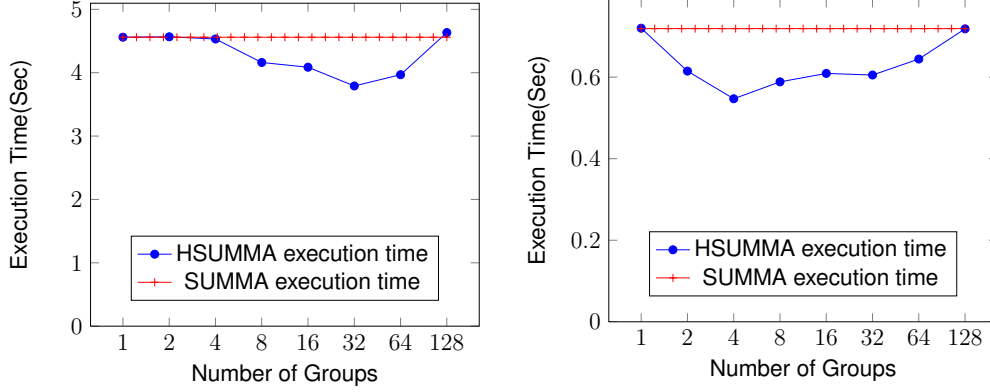 5
4
3
2
1
0
Execution Time(Sec)
HSUMMA execution time
SUMMA execution time
1 2 4 8 16 32 64 128
Number of Groups
0.6
0.4
0.2
0
Execution Time(Sec)
HSUMMA execution time
SUMMA execution time
1 2 4 8 16 32 64 128
Number of Groups